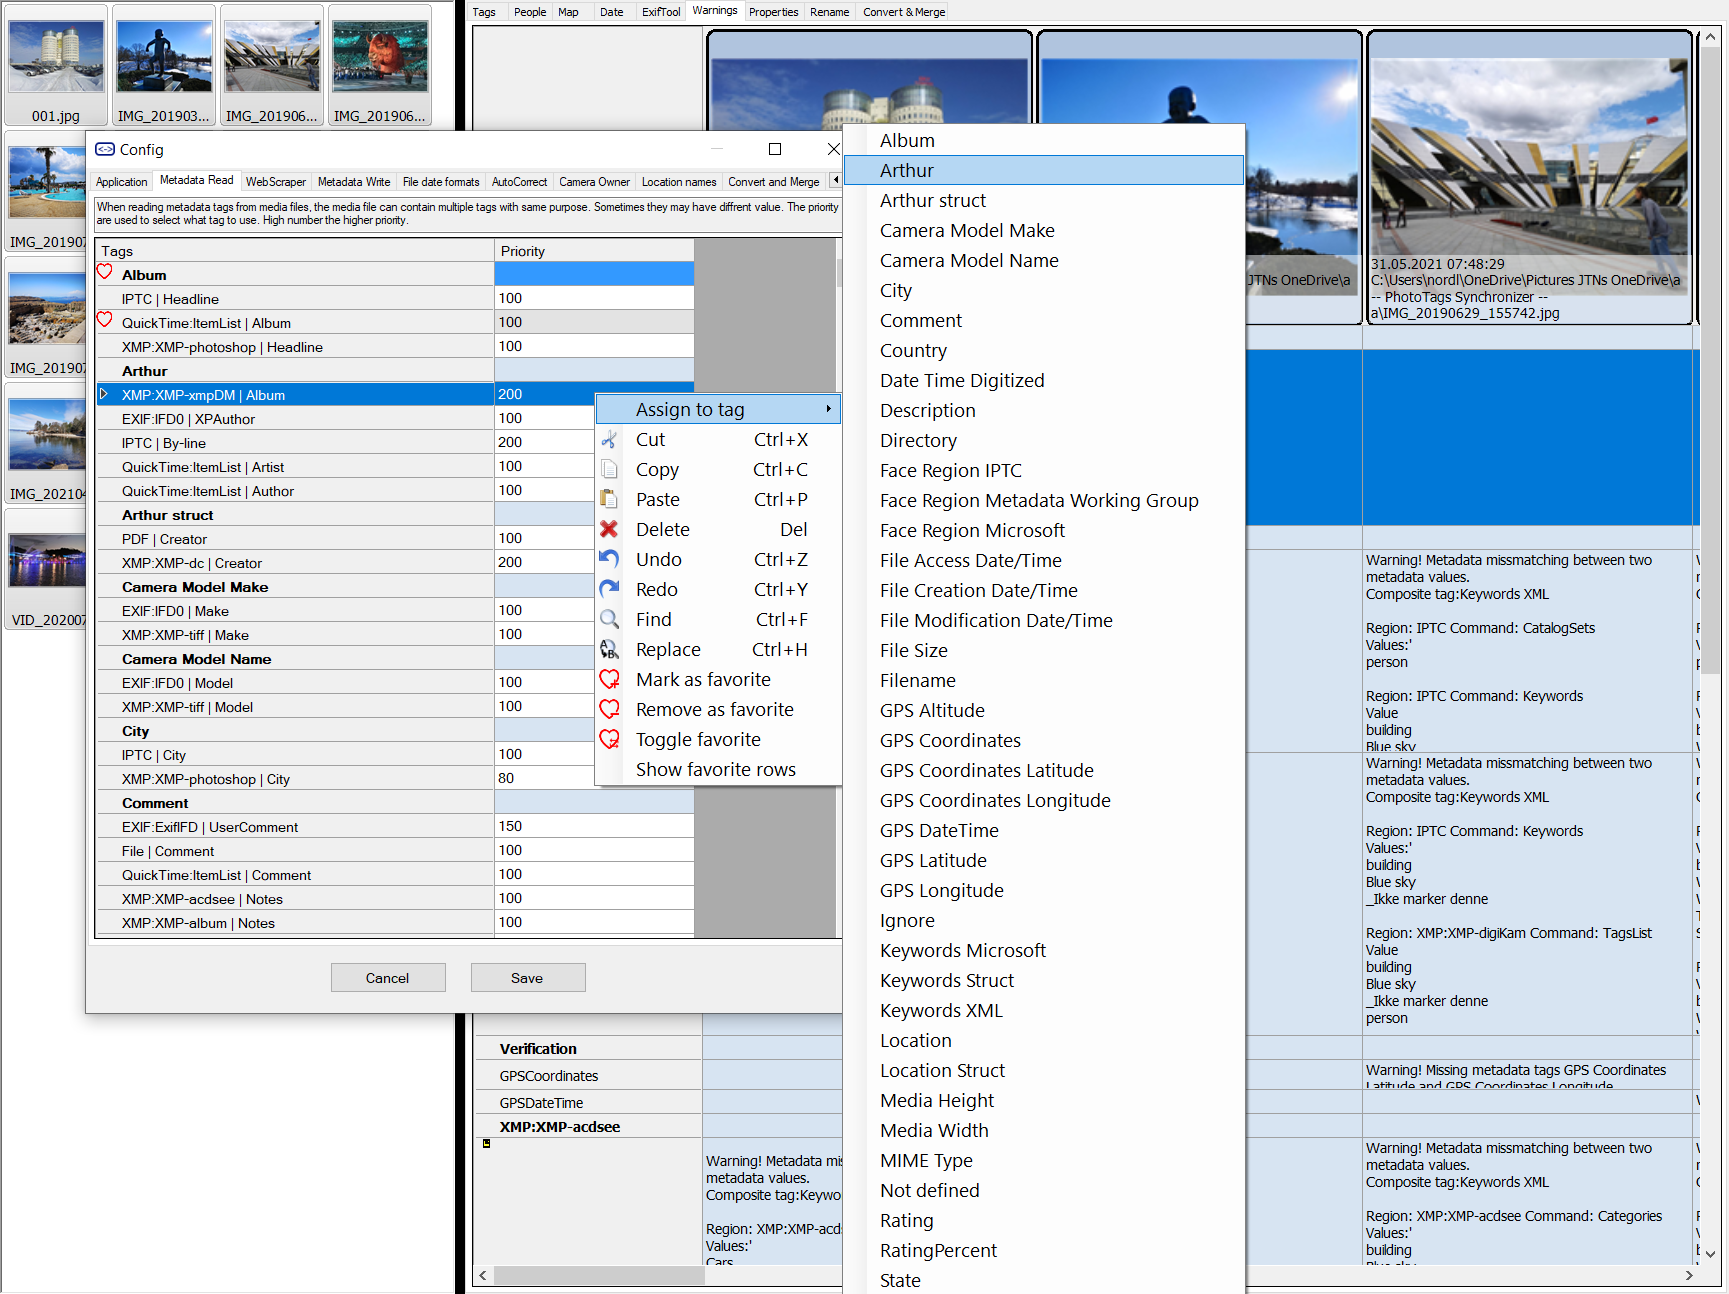 Tags People Map Date ExifTool Warnings Properties Rename Convert & Merge
001.jpg
IMG_201903...
IMG_201906...
IMG_201906...
IMG_20190
IMG_20190
IMG_20210
VID_20200
Config
Application Metadata Read WebScraper Metadata Write File date formats AutoCorrect Camera Owner Location names Convert and Merge
When reading metadata tags from media files, the media file can contain multiple tags with same purpose. Sometimes they may have diffrent value. The priority
are used to select what tag to use. High number the higher priority.
Tags Priority
Album
IPTC | Headline 100
QuickTime:ItemList | Album 100
XMP:XMP-photoshop | Headline 100
Arthur
XMP:XMP-xmpDM | Album 200
EXIF:IFD0 | XPAuthor 100
IPTC | By-line 200
QuickTime:ItemList | Artist 100
QuickTime:ItemList | Author 100
Arthur struct
PDF | Creator 100
XMP:XMP-dc | Creator 200
Camera Model Make
EXIF:IFD0 | Make 100
XMP:XMP-tiff | Make 100
Camera Model Name
EXIF:IFD0 | Model 100
XMP:XMP-tiff | Model 100
City
IPTC | City 100
XMP:XMP-photoshop | City 80
Comment
EXIF:ExifIFD | UserComment 150
File | Comment 100
QuickTime:ItemList | Comment 100
XMP:XMP-acdsee | Notes 100
XMP:XMP-album | Notes 100
Cancel Save
Assign to tag
Cut Ctrl+X
Copy Ctrl+C
Paste Ctrl+P
Delete Del
Undo Ctrl+Z
Redo Ctrl+Y
Find Ctrl+F
Replace Ctrl+H
Mark as favorite
Remove as favorite
Toggle favorite
Show favorite rows
Album
Arthur
Arthur struct
Camera Model Make
Camera Model Name
City
Comment
Country
Date Time Digitized
Description
Directory
Face Region IPTC
Face Region Metadata Working Group
Face Region Microsoft
File Access Date/Time
File Creation Date/Time
File Modification Date/Time
File Size
Filename
GPS Altitude
GPS Coordinates
GPS Coordinates Latitude
GPS Coordinates Longitude
GPS DateTime
GPS Latitude
GPS Longitude
Ignore
Keywords Microsoft
Keywords Struct
Keywords XML
Location
Location Struct
Media Height
Media Width
MIME Type
Not defined
Rating
RatingPercent
State
JTNs OneDrive\a
31.05.2021 07:48:29
C:\Users\nordl\OneDrive\Pictures JTNs OneDrive\a
-- PhotoTags Synchronizer --
a\IMG_20190629_155742.jpg
Warning! Metadata missmatching between two
metadata values.
Composite tag:Keywords XML
Region: IPTC Command: CatalogSets
Values:'
person
Region: IPTC Command: Keywords
Value
building
Blue sky
Warning! Metadata missmatching between two
metadata values.
Composite tag:Keywords XML
Region: IPTC Command: Keywords
Values:'
building
Blue sky
_Ikke marker denne
Region: XMP:XMP-digiKam Command: TagsList
Value
building
Blue sky
_Ikke marker denne
person
Warning! Missing metadata tags GPS Coordinates
Latitude and GPS Coordinates Longitude
Warning! Metadata missmatching between two
metadata values.
Composite tag:Keywords XML
Region: XMP:XMP-acdsee Command: Categories
Values:'
building
Verification
GPSCoordinates
GPSDateTime
XMP:XMP-acdsee
Warning! Metadata mi
metadata values.
Composite tag:Keywo
Region: XMP:XMP-acd
Values:'
Cars